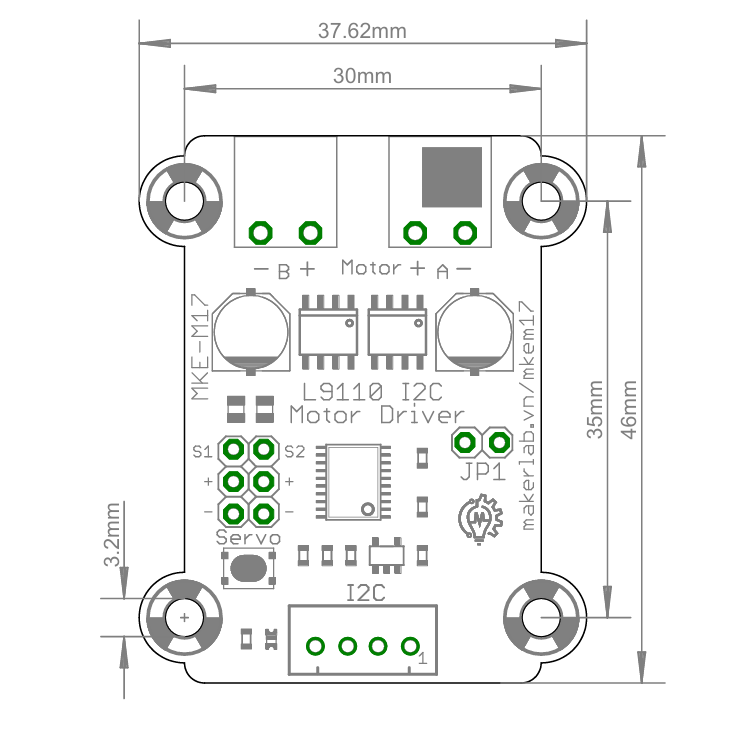 37.62mm
30mm
− B + Motor + A −
MKE-M17
makerlab.vn/mkem17
L9110 I2C
Motor Driver
35mm
46mm
S1 S2
+ +
- -
Servo
JP1
3.2mm
I2C
1